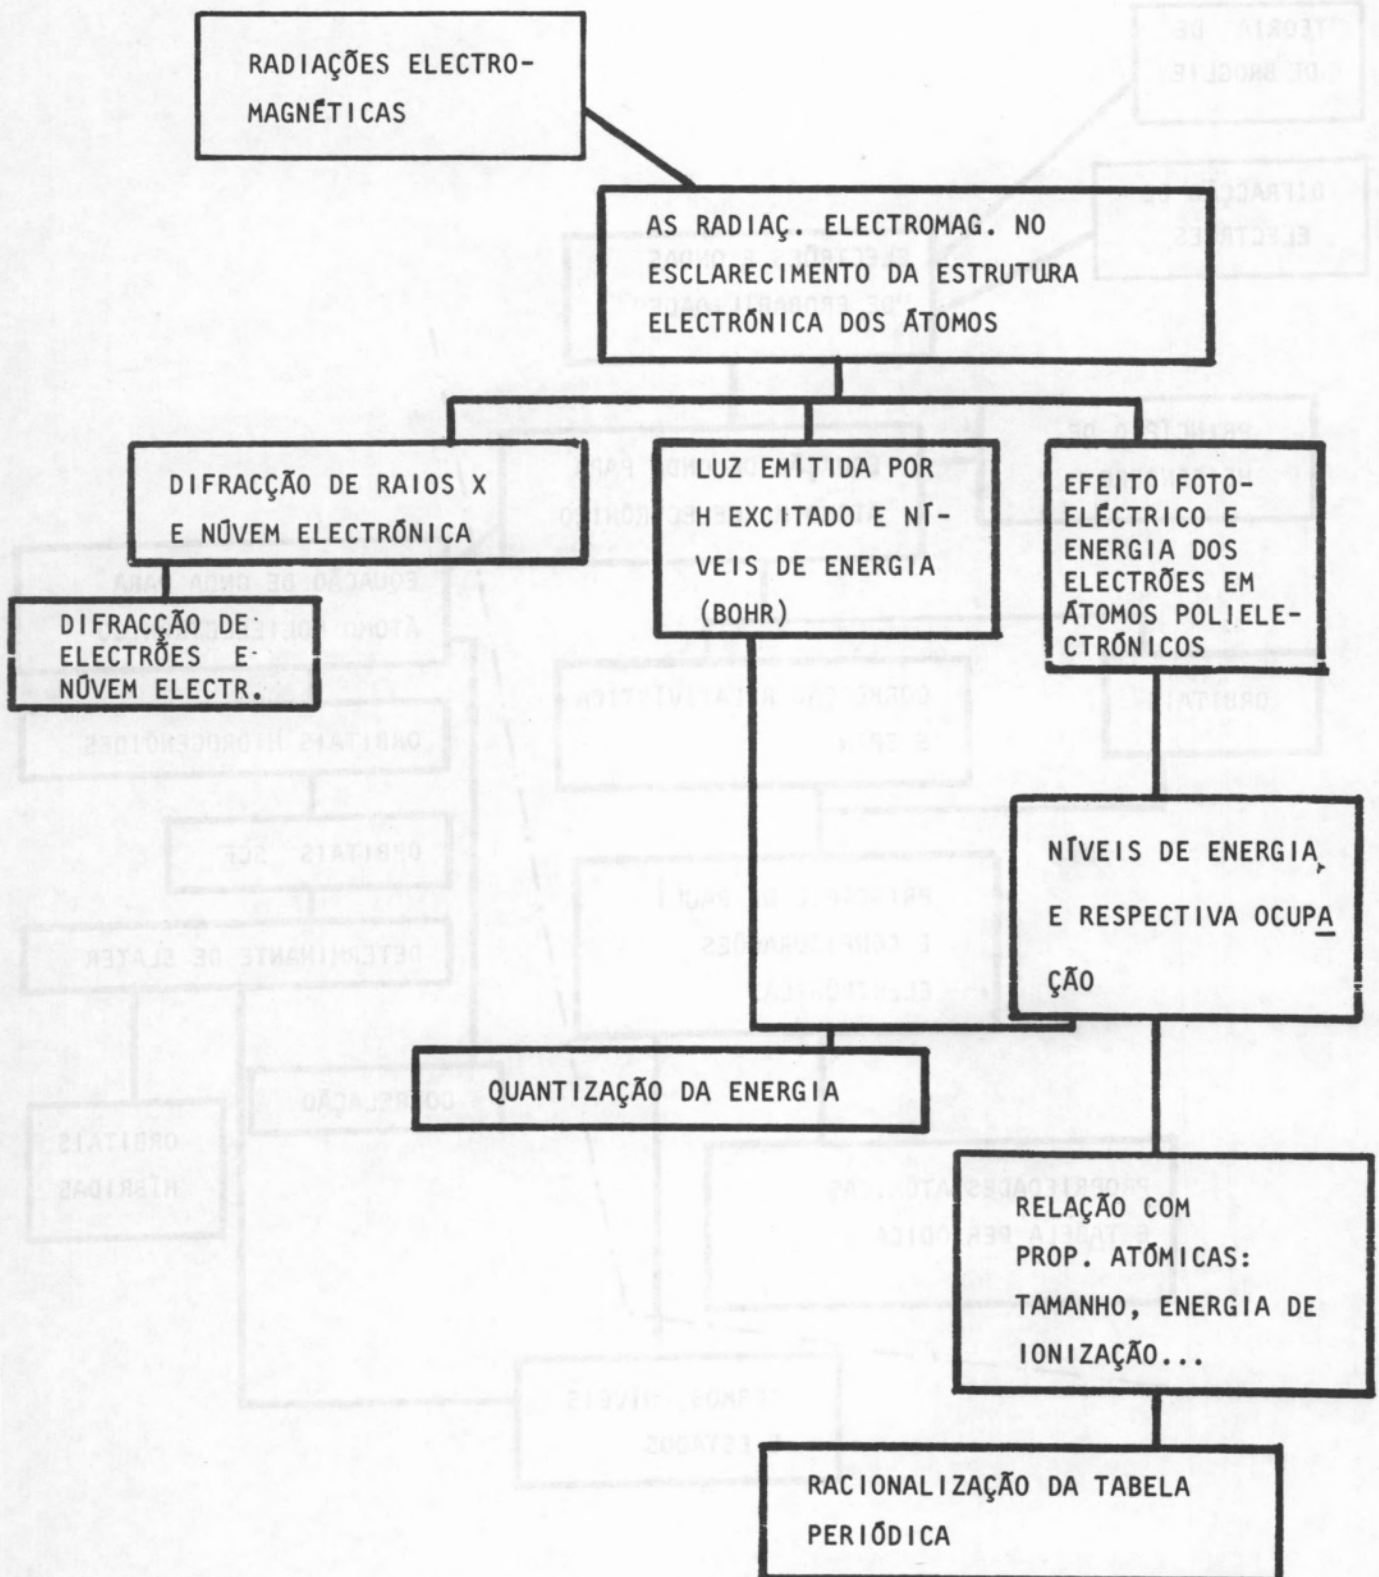 RADIAÇÕES ELECTRO-
MAGNÉTICAS
AS RADIAÇ. ELECTROMAG. NO
ESCLARECIMENTO DA ESTRUTURA
ELECTRÓNICA DOS ÁTOMOS
DIFRACÇÃO DE RAIOS X
E NÚVEM ELECTRÓNICA
DIFRACÇÃO DE
ELECTRÕES E
NÚVEM ELECTR.
LUZ EMITIDA POR
H EXCITADO E NÍ-
VEIS DE ENERGIA
(BOHR)
EFEITO FOTO-
ELÉCTRICO E
ENERGIA DOS
ELECTRÕES EM
ÁTOMOS POLIELE-
CTRÓNICOS
NÍVEIS DE ENERGIA,
E RESPECTIVA OCUPA
ÇÃO
QUANTIZAÇÃO DA ENERGIA
RELAÇÃO COM
PROP. ATÓMICAS:
TAMANHO, ENERGIA DE
IONIZAÇÃO...
RACIONALIZAÇÃO DA TABELA
PERIÓDICA